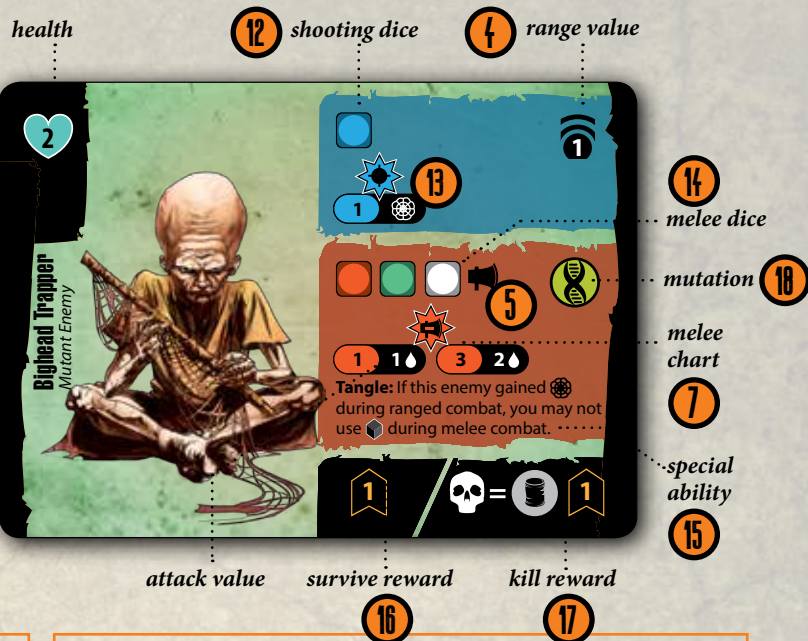 health
12 shooting dice
4 range value
2
1
13
1
14
melee dice
Bighead Trapper
Mutant Enemy
5
mutation 18
1 1 3 2
melee
chart
7
Tangle: If this enemy gained
during ranged combat, you may not
use during melee combat.
special
ability
15
1
= 1
attack value
survive reward
kill reward
16
17